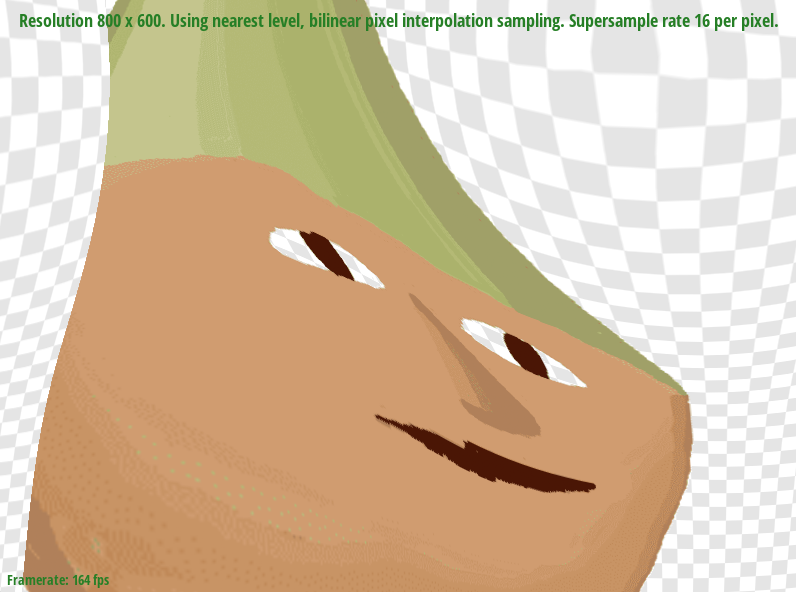 Resolution 800 x 600. Using nearest level, bilinear pixel interpolation sampling. Supersample rate 16 per pixel.
Framerate: 164 fps